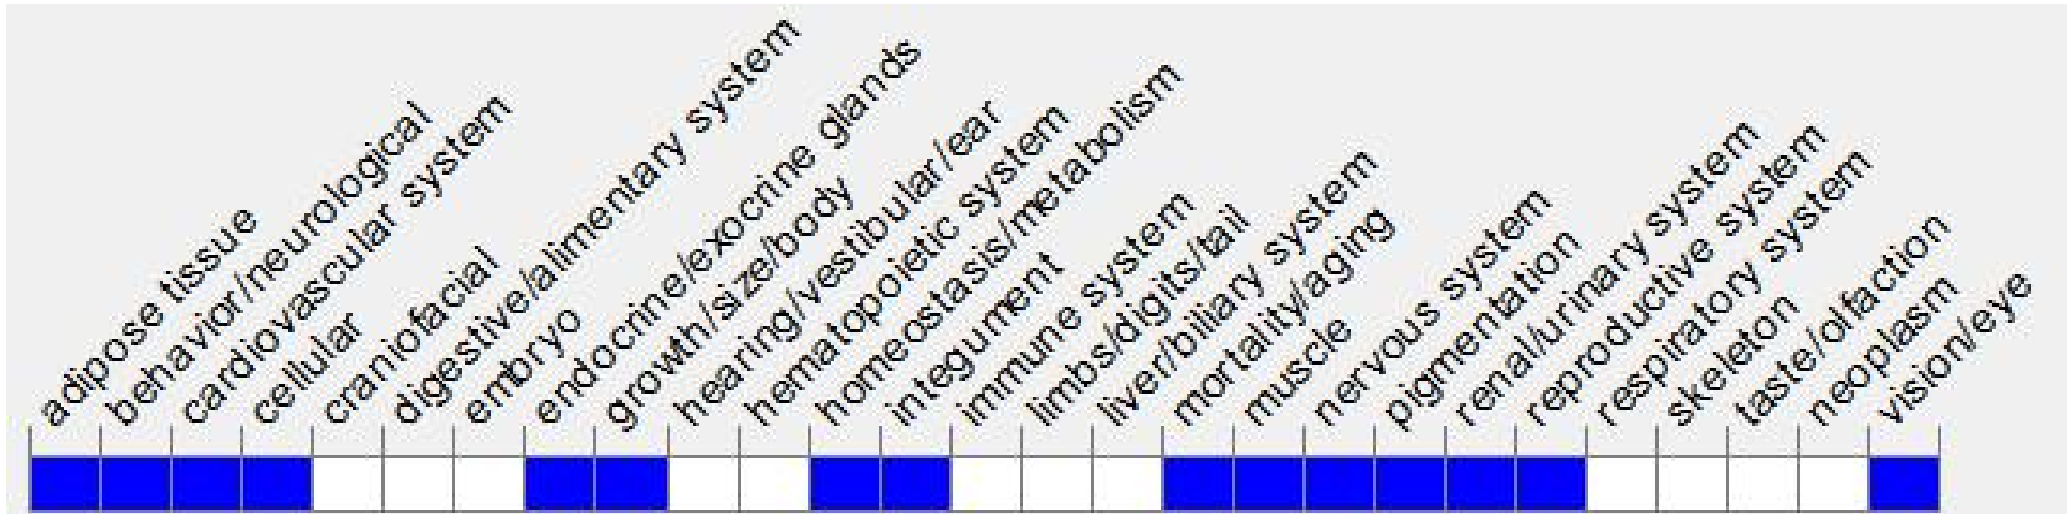 adipose tissue
behavior/neurological
cardiovascular system
cellular
craniofacial
digestive/alimentary system
embryo
endocrine/exocrine glands
growth/size/body
hearing/vestibular/ear
hematopoietic system
homeostasis/metabolism
integument
immune system
limbs/digits/tail
liver/biliary system
mortality/aging
muscle
nervous system
pigmentation
renal/urinary system
reproductive system
respiratory system
skeleton
taste/olfaction
neoplasm
vision/eye